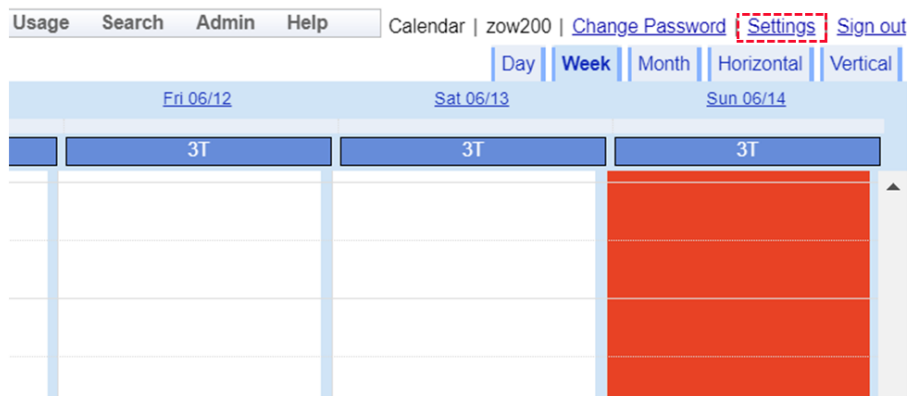 Usage Search Admin Help Calendar | zow200 | Change Password | Settings Sign out
Day Week Month Horizontal Vertical
Fri 06/12 Sat 06/13 Sun 06/14
3T 3T 3T